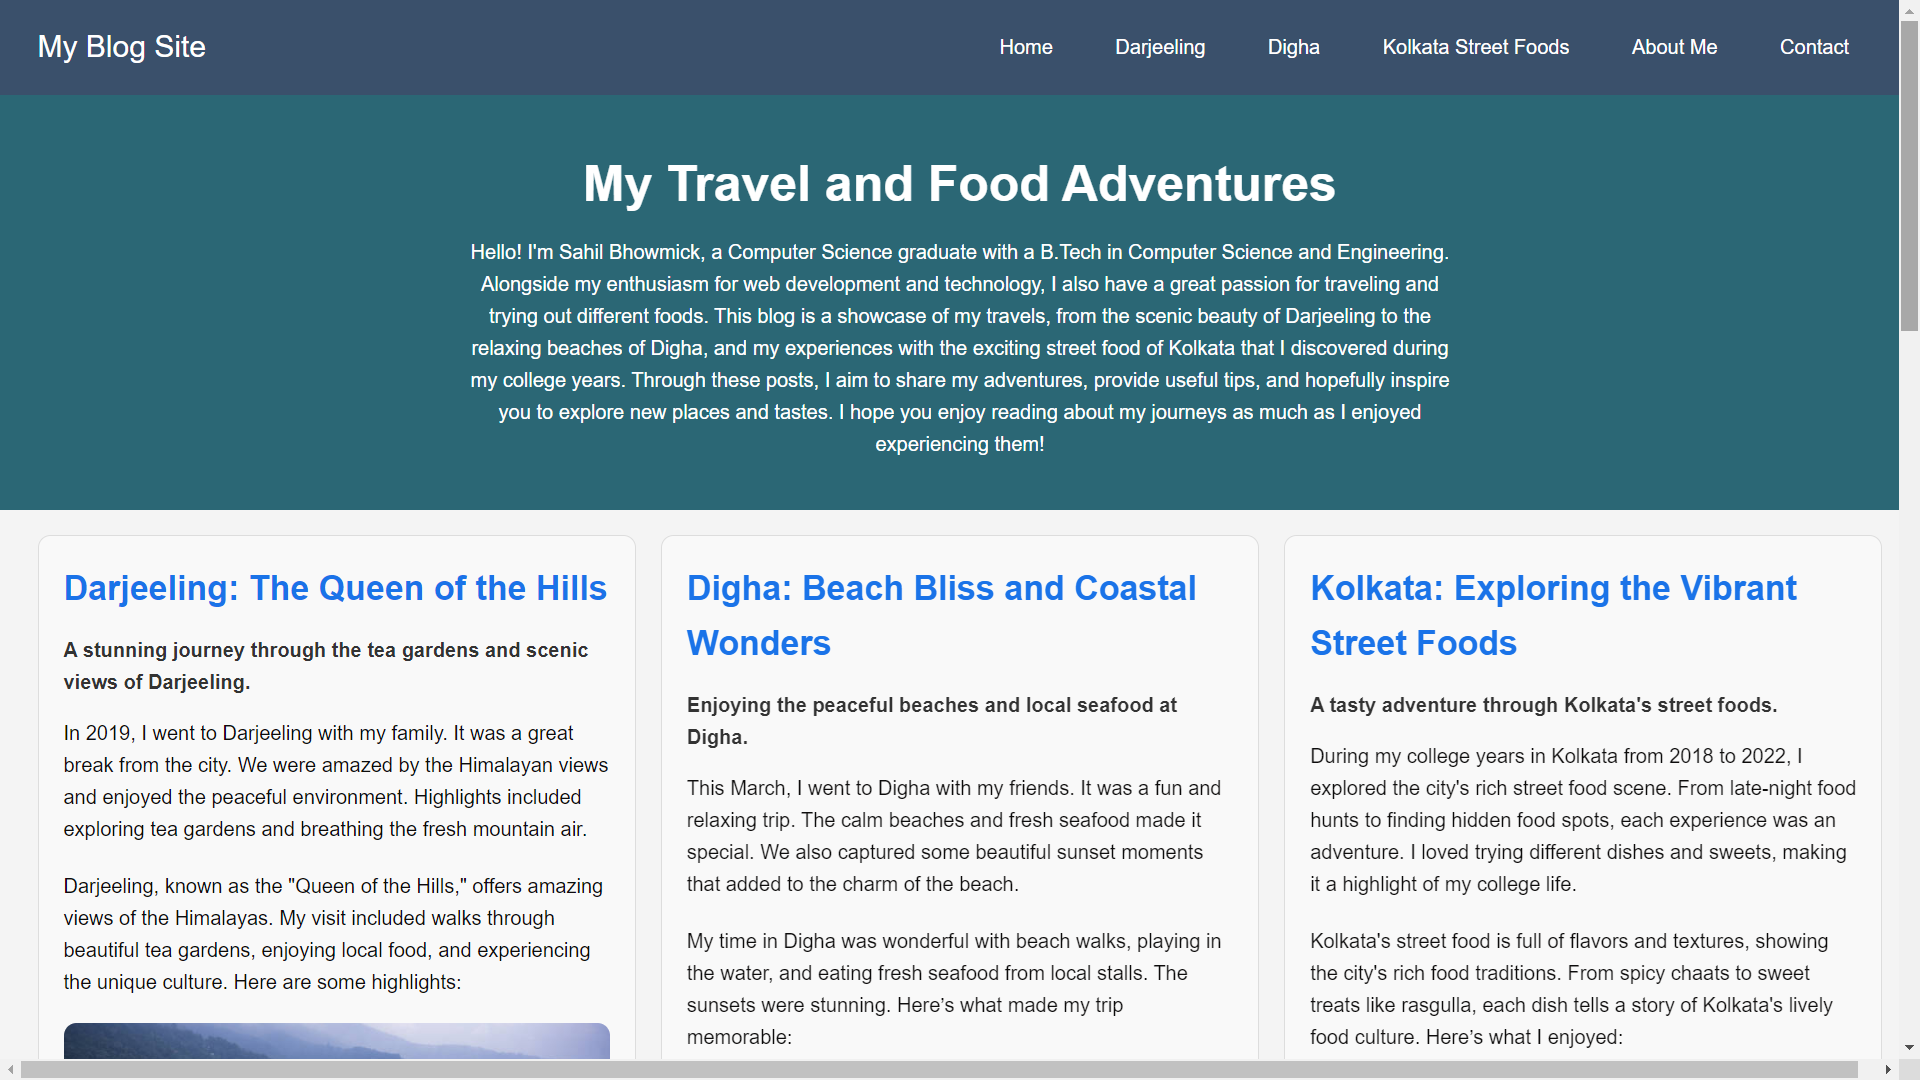 My Blog Site
Home
Darjeeling
Digha
Kolkata Street Foods
About Me
Contact
My Travel and Food Adventures
Hello! I'm Sahil Bhowmick, a Computer Science graduate with a B.Tech in Computer Science and Engineering.
Alongside my enthusiasm for web development and technology, I also have a great passion for traveling and
trying out different foods. This blog is a showcase of my travels, from the scenic beauty of Darjeeling to the
relaxing beaches of Digha, and my experiences with the exciting street food of Kolkata that I discovered during
my college years. Through these posts, I aim to share my adventures, provide useful tips, and hopefully inspire
you to explore new places and tastes. I hope you enjoy reading about my journeys as much as I enjoyed
experiencing them!
Darjeeling: The Queen of the Hills
A stunning journey through the tea gardens and scenic
views of Darjeeling.
In 2019, I went to Darjeeling with my family. It was a great
break from the city. We were amazed by the Himalayan views
and enjoyed the peaceful environment. Highlights included
exploring tea gardens and breathing the fresh mountain air.
Darjeeling, known as the "Queen of the Hills," offers amazing
views of the Himalayas. My visit included walks through
beautiful tea gardens, enjoying local food, and experiencing
the unique culture. Here are some highlights:
Digha: Beach Bliss and Coastal
Wonders
Enjoying the peaceful beaches and local seafood at
Digha.
This March, I went to Digha with my friends. It was a fun and
relaxing trip. The calm beaches and fresh seafood made it
special. We also captured some beautiful sunset moments
that added to the charm of the beach.
My time in Digha was wonderful with beach walks, playing in
the water, and eating fresh seafood from local stalls. The
sunsets were stunning. Here’s what made my trip
memorable:
Kolkata: Exploring the Vibrant
Street Foods
A tasty adventure through Kolkata's street foods.
During my college years in Kolkata from 2018 to 2022, I
explored the city's rich street food scene. From late-night food
hunts to finding hidden food spots, each experience was an
adventure. I loved trying different dishes and sweets, making
it a highlight of my college life.
Kolkata's street food is full of flavors and textures, showing
the city's rich food traditions. From spicy chaats to sweet
treats like rasgulla, each dish tells a story of Kolkata's lively
food culture. Here’s what I enjoyed: